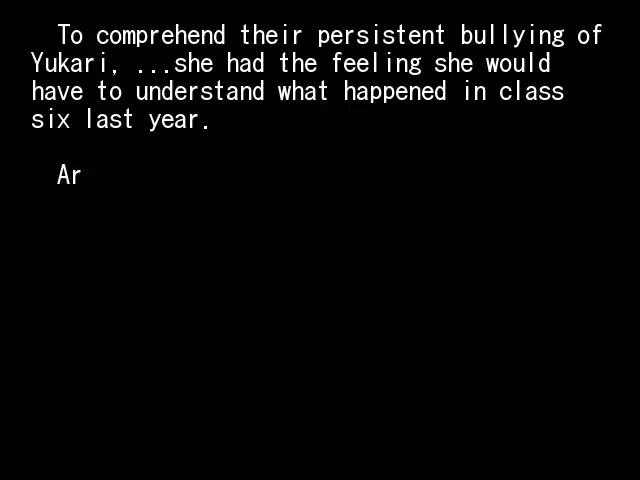 To comprehend their persistent bullying of
Yukari, ...she had the feeling she would
have to understand what happened in class
six last year.
Ar